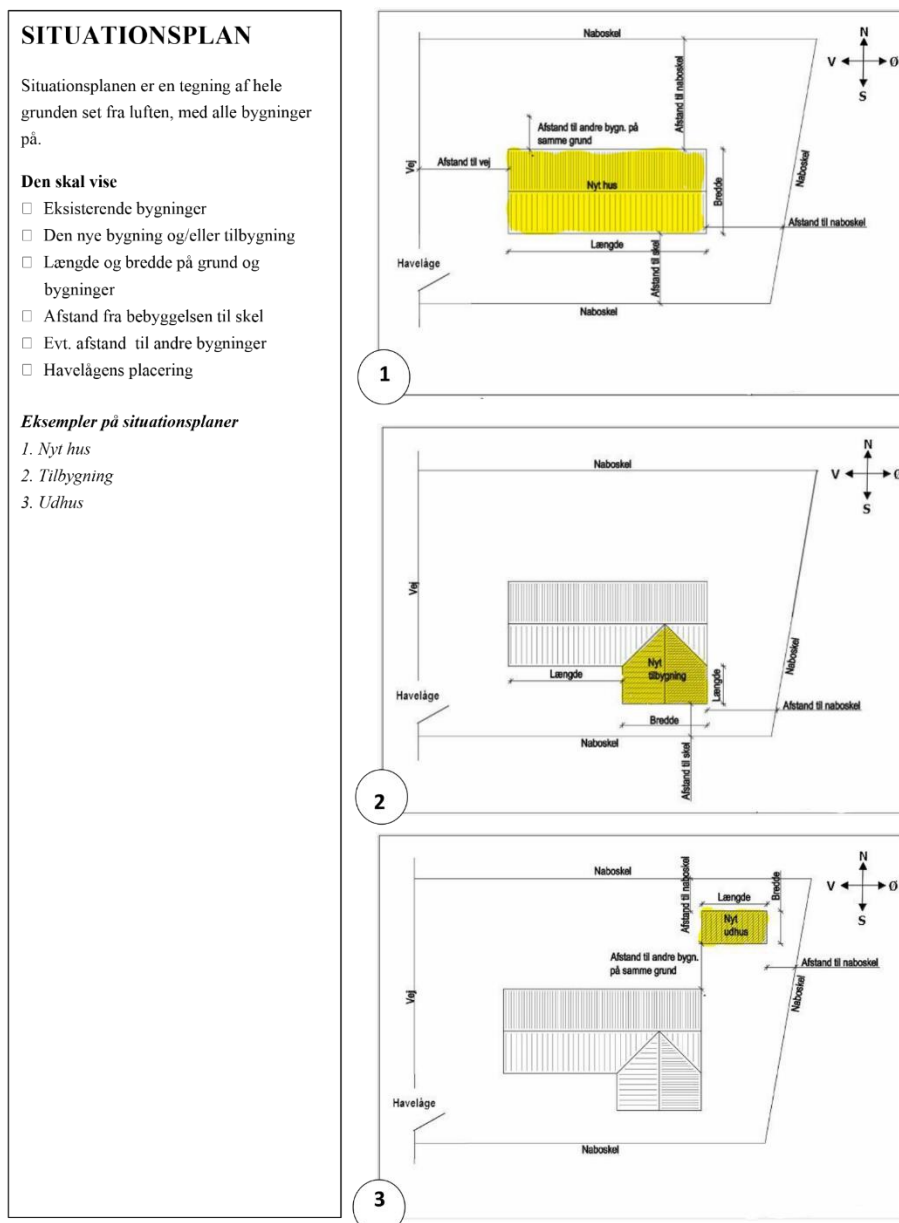 SITUATIONSPLAN
Situationsplanen er en tegning af hele
grunden set fra luften, med alle bygninger
på.
Den skal vise
☐ Eksisterende bygninger
☐ Den nye bygning og/eller tilbygning
☐ Længde og bredde på grund og
bygninger
☐ Afstand fra bebyggelsen til skel
☐ Evt. afstand til andre bygninger
☐ Havelågens placering
Eksempler på situationsplaner
1. Nyt hus
2. Tilbygning
3. Udhus
Naboskel
N
V
Ø
S
Afstand til naboskel
Afstand til andre bygn. på
samme grund
Vej
Afstand til vej
Nyt hus
Bredde
Naboskel
Afstand til naboskel
Længde
Afstand til skel
Havelåge
Naboskel
1
Naboskel
N
V
Ø
S
Vej
Nyt
tilbygning
Længde
Længde
Naboskel
Havelåge
Afstand til naboskel
Bredde
Naboskel
Afstand til skel
2
Naboskel
Afstand til naboskel
N
V
Ø
S
Længde
Bredde
Nyt
udhus
Afstand til andre bygn.
på samme grund
Afstand til naboskel
Vej
Naboskel
Havelåge
Naboskel
3